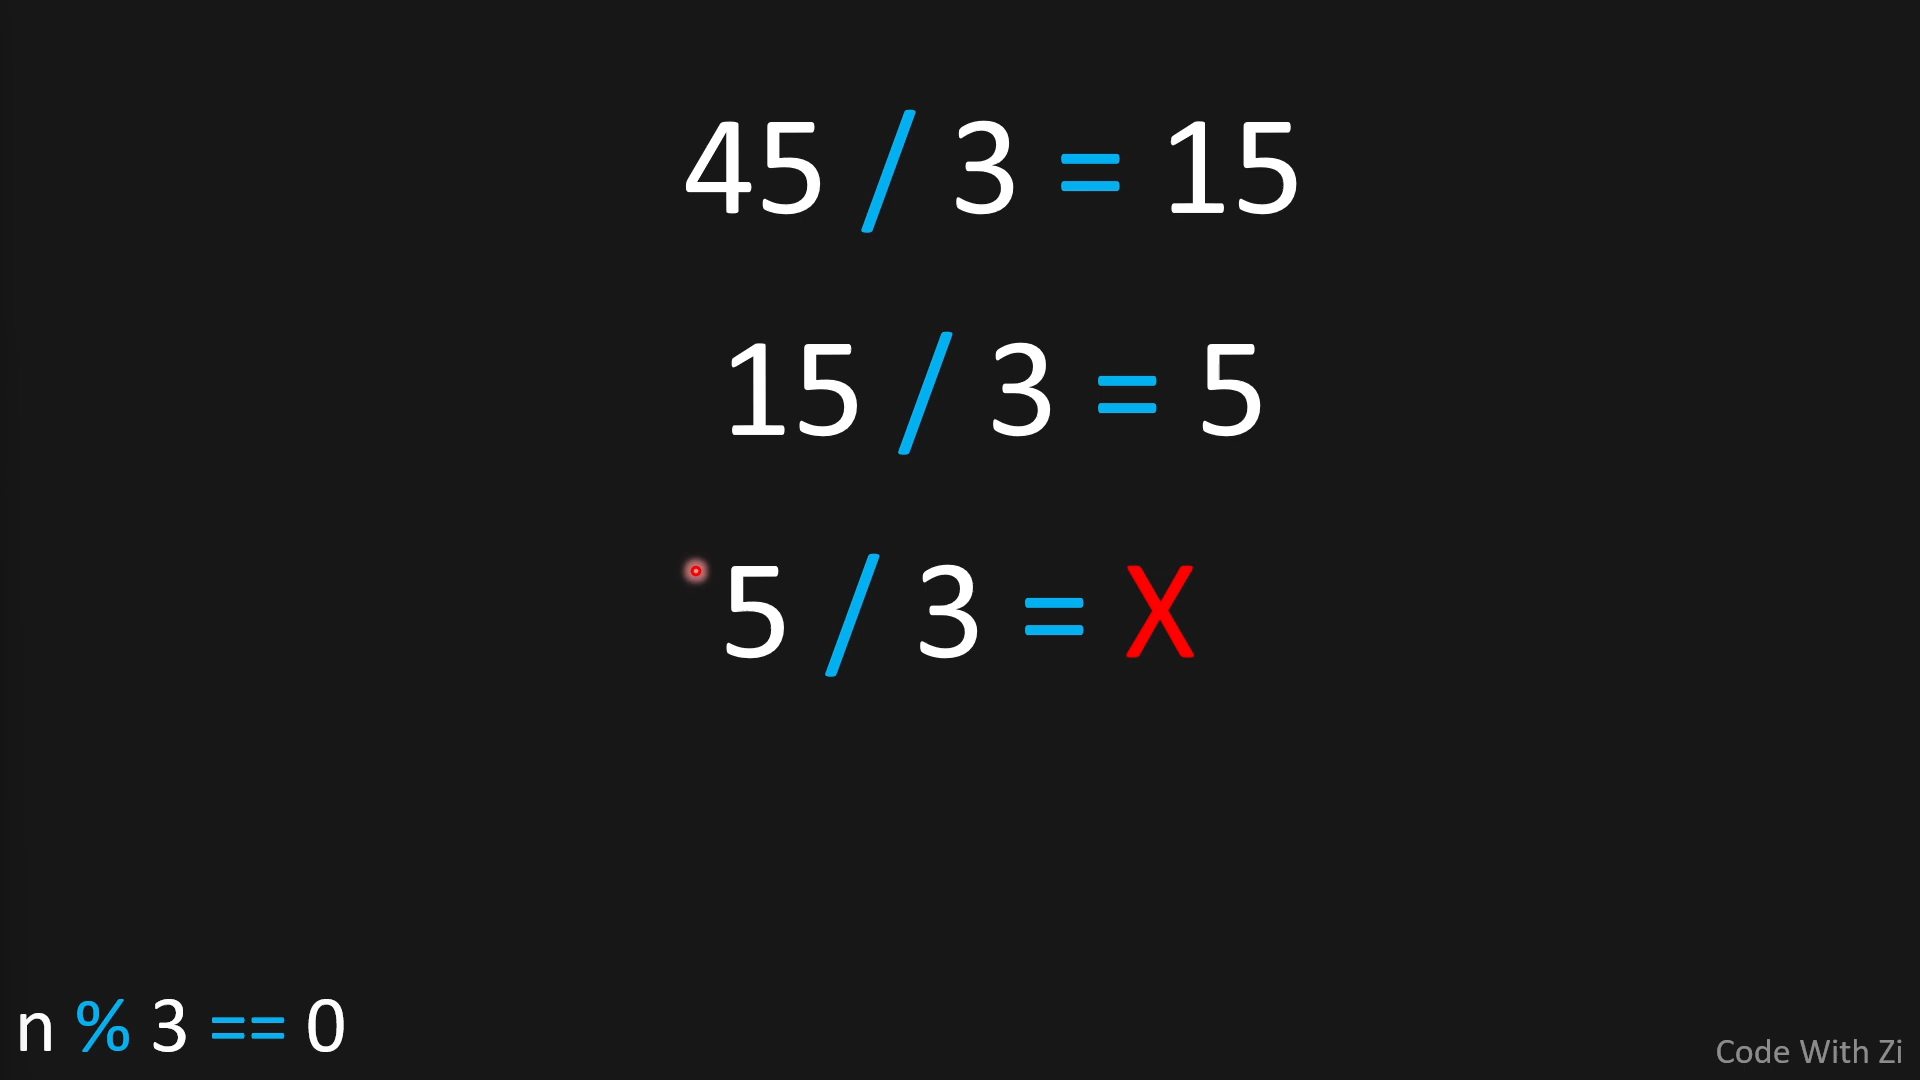 45 / 3 = 15
15 / 3 = 5
5 / 3 = X
n % 3 == 0
Code With Zi